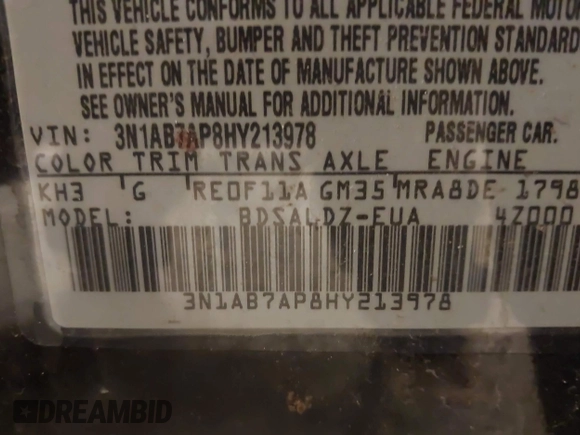 THIS VEHICLE CONFORMS TO ALL APPLICABLE FEDERAL MOTOR
VEHICLE SAFETY, BUMPER AND THEFT PREVENTION STANDARD
IN EFFECT ON THE DATE OF MANUFACTURE SHOWN ABOVE.
SEE OWNER'S MANUAL FOR ADDITIONAL INFORMATION.
VIN: 3N1AB7AP8HY213978 PASSENGER CAR.
COLOR TRIM TRANS AXLE ENGINE
KH3 G RE0F11A GM35 MRA8DE 1798
MODEL: BDSALDZ-EUA 4Z000
3N1AB7AP8HY213978
DREAMBID